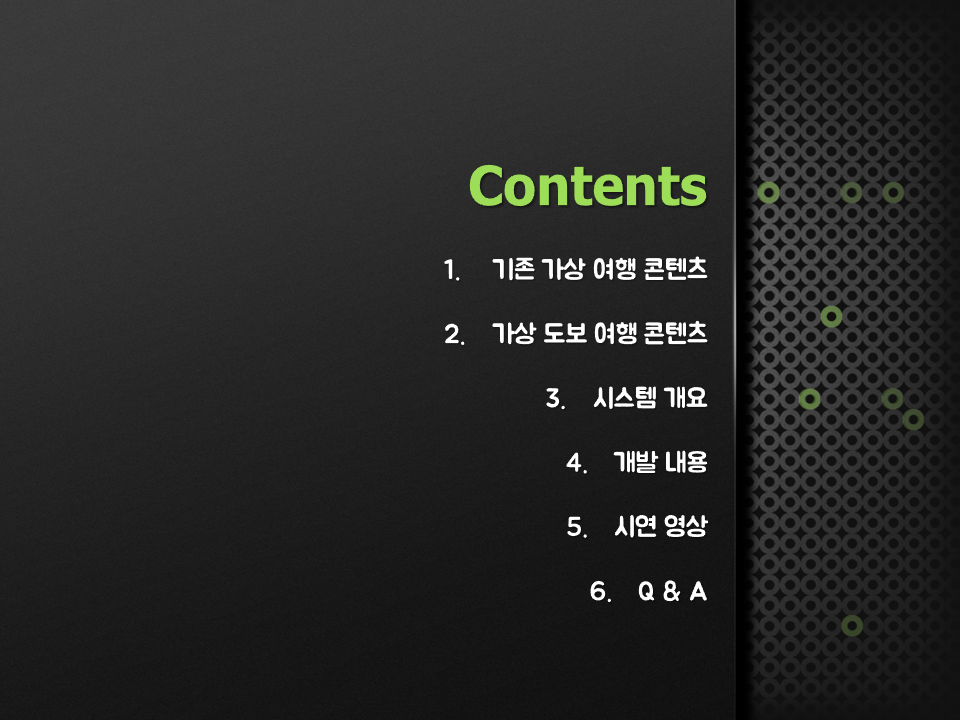 Contents
1. 기존 가상 여행 콘텐츠
2. 가상 도보 여행 콘텐츠
3. 시스템 개요
4. 개발 내용
5. 시연 영상
6. Q & A